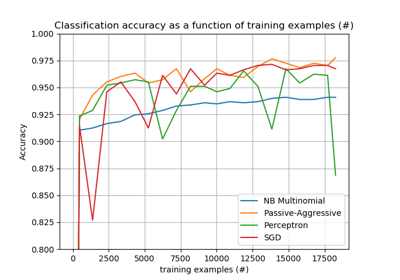 Classification accuracy as a function of training examples (#)
1.000
0.975
0.950
0.925
0.900
0.875
0.850
0.825
0.800
Accuracy
0 2500 5000 7500 10000 12500 15000 17500
training examples (#)
NB Multinomial
Passive-Aggressive
Perceptron
SGD